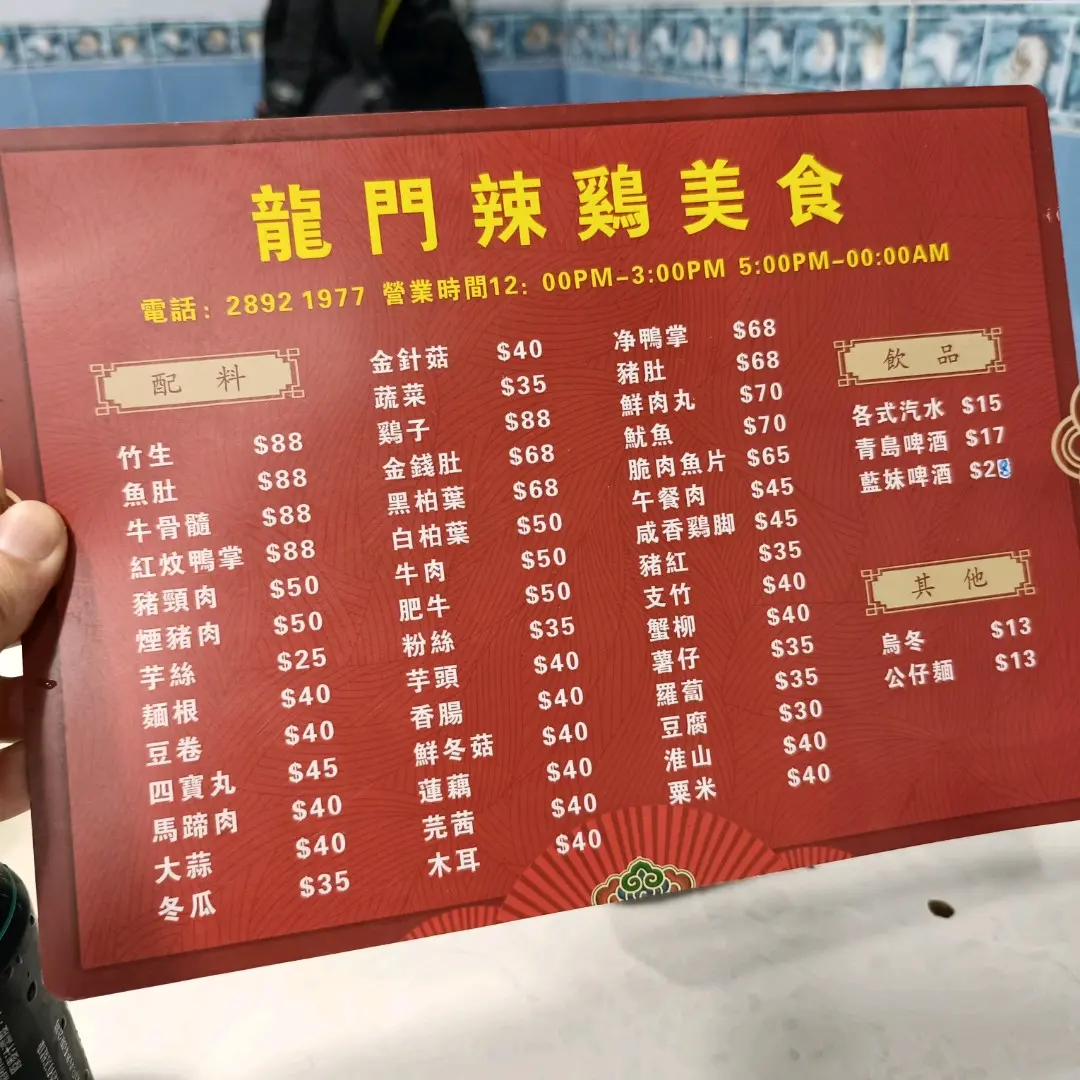 龍門辣鷄美食
電話：2892 1977 營業時間12：00PM-3:00PM 5:00PM-00:00AM
配料
竹生 $88
魚肚 $88
牛骨髓 $88
紅炆鴨掌 $88
豬頸肉 $50
煙豬肉 $50
芋絲 $25
麵根 $40
豆卷 $40
四寶丸 $45
馬蹄肉 $40
大蒜 $40
冬瓜 $35
金針菇 $40
蔬菜 $35
鷄子 $88
金錢肚 $68
黑柏葉 $68
白柏葉 $50
牛肉 $50
肥牛 $50
粉絲 $35
芋頭 $40
香腸 $40
鮮冬菇 $40
蓮藕 $40
芫茜 $40
木耳 $40
净鴨掌 $68
豬肚 $68
鮮肉丸 $70
魷魚 $70
脆肉魚片 $65
午餐肉 $45
咸香鷄脚 $45
豬紅 $35
支竹 $40
蟹柳 $40
薯仔 $35
羅蔔 $35
豆腐 $30
淮山 $40
粟米 $40
飲品
各式汽水 $15
青島啤酒 $17
藍妹啤酒 $23
其他
烏冬 $13
公仔麵 $13